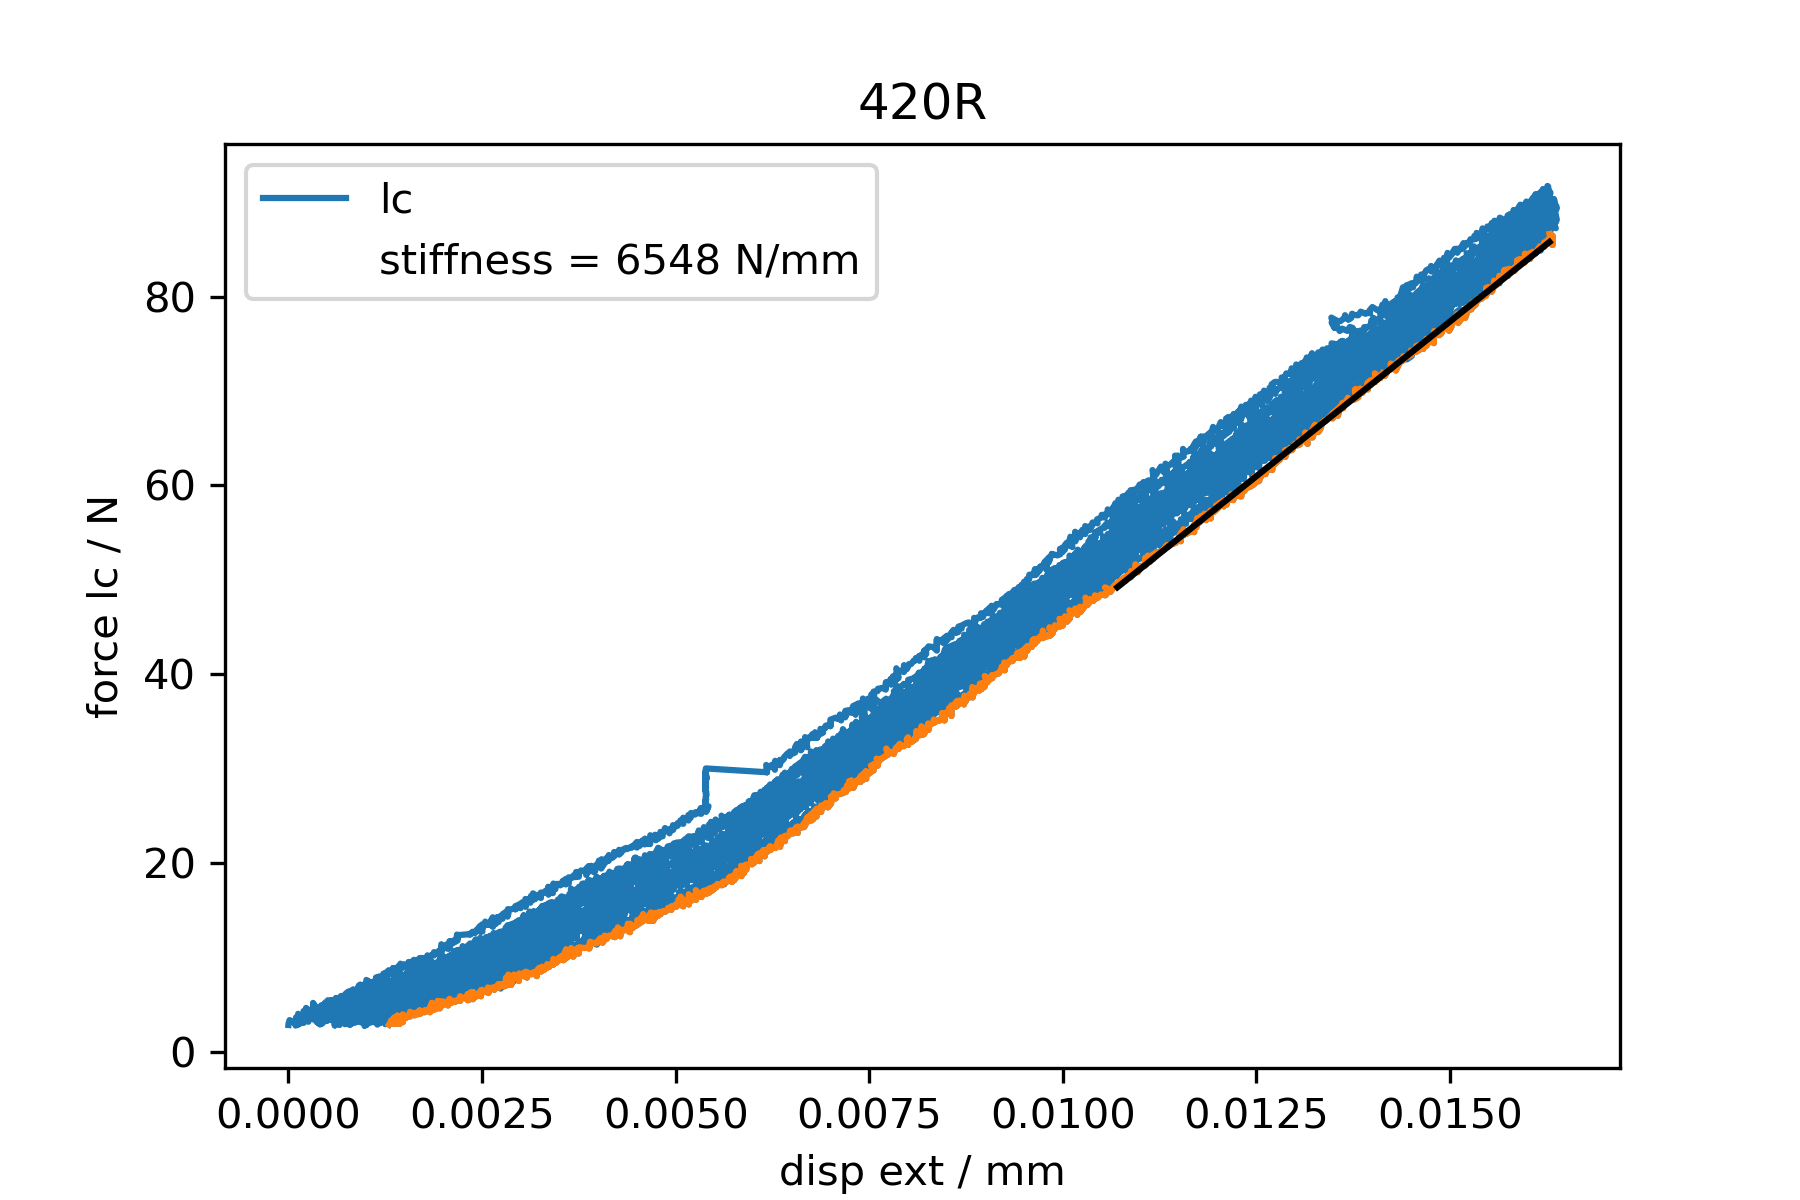 420R
lc
stiffness = 6548 N/mm
force lc / N
80
60
40
20
0
0.0000 0.0025 0.0050 0.0075 0.0100 0.0125 0.0150
disp ext / mm